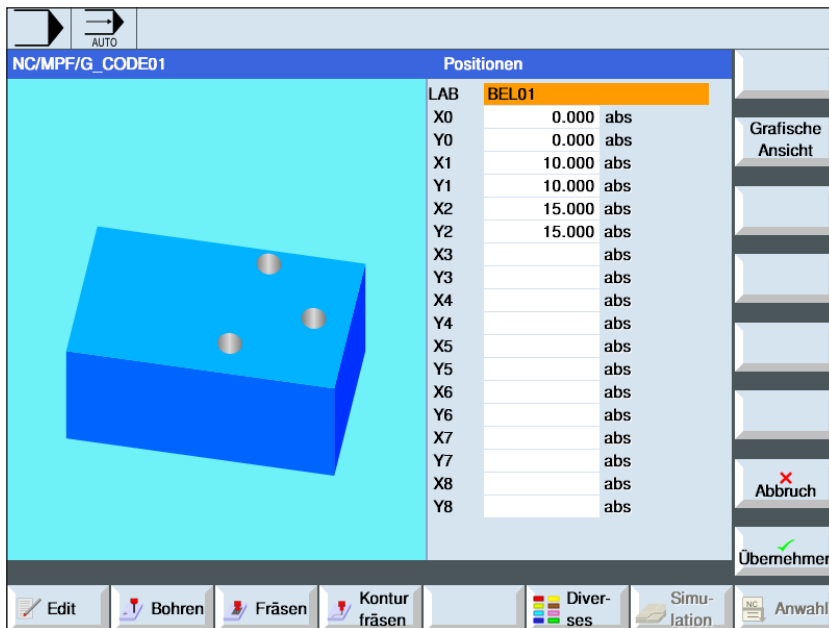 AUTO
NC/MPF/G_CODE01
Positionen
LAB BEL01
X0 0.000 abs
Y0 0.000 abs
X1 10.000 abs
Y1 10.000 abs
X2 15.000 abs
Y2 15.000 abs
X3 abs
Y3 abs
X4 abs
Y4 abs
X5 abs
Y5 abs
X6 abs
Y6 abs
X7 abs
Y7 abs
X8 abs
Y8 abs
Grafische
Ansicht
Abbruch
Übernehmer
Edit
Bohren
Fräsen
Kontur
fräsen
Diver-
ses
Simu-
lation
NC
Anwahl